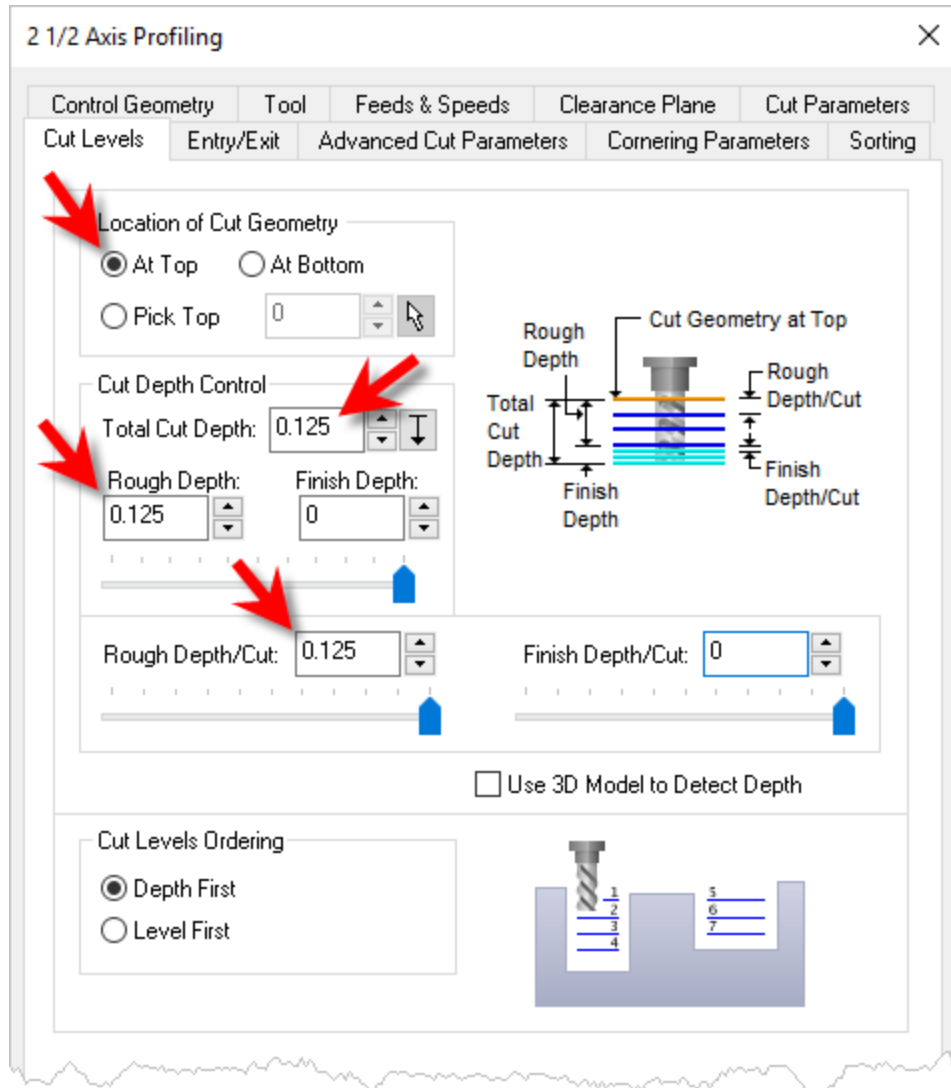 2 1/2 Axis Profiling
Control Geometry Tool Feeds & Speeds Clearance Plane Cut Parameters
Cut Levels Entry/Exit Advanced Cut Parameters Cornering Parameters Sorting
Location of Cut Geometry
At Top At Bottom
Pick Top 0
Cut Depth Control
Total Cut Depth: 0.125
Rough Depth: Finish Depth:
0.125 0
Rough Depth/Cut: 0.125 Finish Depth/Cut: 0
Cut Geometry at Top
Rough
Depth
Rough
Depth/Cut
Total
Cut
Depth
Finish
Depth
Finish
Depth/Cut
Use 3D Model to Detect Depth
Cut Levels Ordering
Depth First
Level First
1
2
3
4
5
6
7